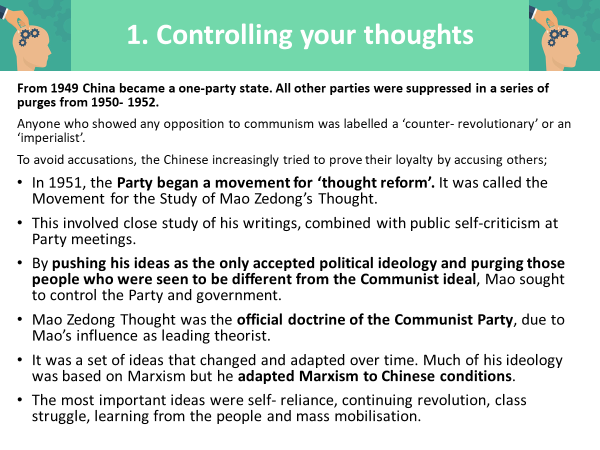 1. Controlling your thoughts
From 1949 China became a one-party state. All other parties were suppressed in a series of
purges from 1950- 1952.
Anyone who showed any opposition to communism was labelled a ‘counter- revolutionary’ or an
‘imperialist’.
To avoid accusations, the Chinese increasingly tried to prove their loyalty by accusing others;
• In 1951, the Party began a movement for ‘thought reform’. It was called the
Movement for the Study of Mao Zedong’s Thought.
• This involved close study of his writings, combined with public self-criticism at
Party meetings.
• By pushing his ideas as the only accepted political ideology and purging those
people who were seen to be different from the Communist ideal, Mao sought
to control the Party and government.
• Mao Zedong Thought was the official doctrine of the Communist Party, due to
Mao’s influence as leading theorist.
• It was a set of ideas that changed and adapted over time. Much of his ideology
was based on Marxism but he adapted Marxism to Chinese conditions.
• The most important ideas were self- reliance, continuing revolution, class
struggle, learning from the people and mass mobilisation.